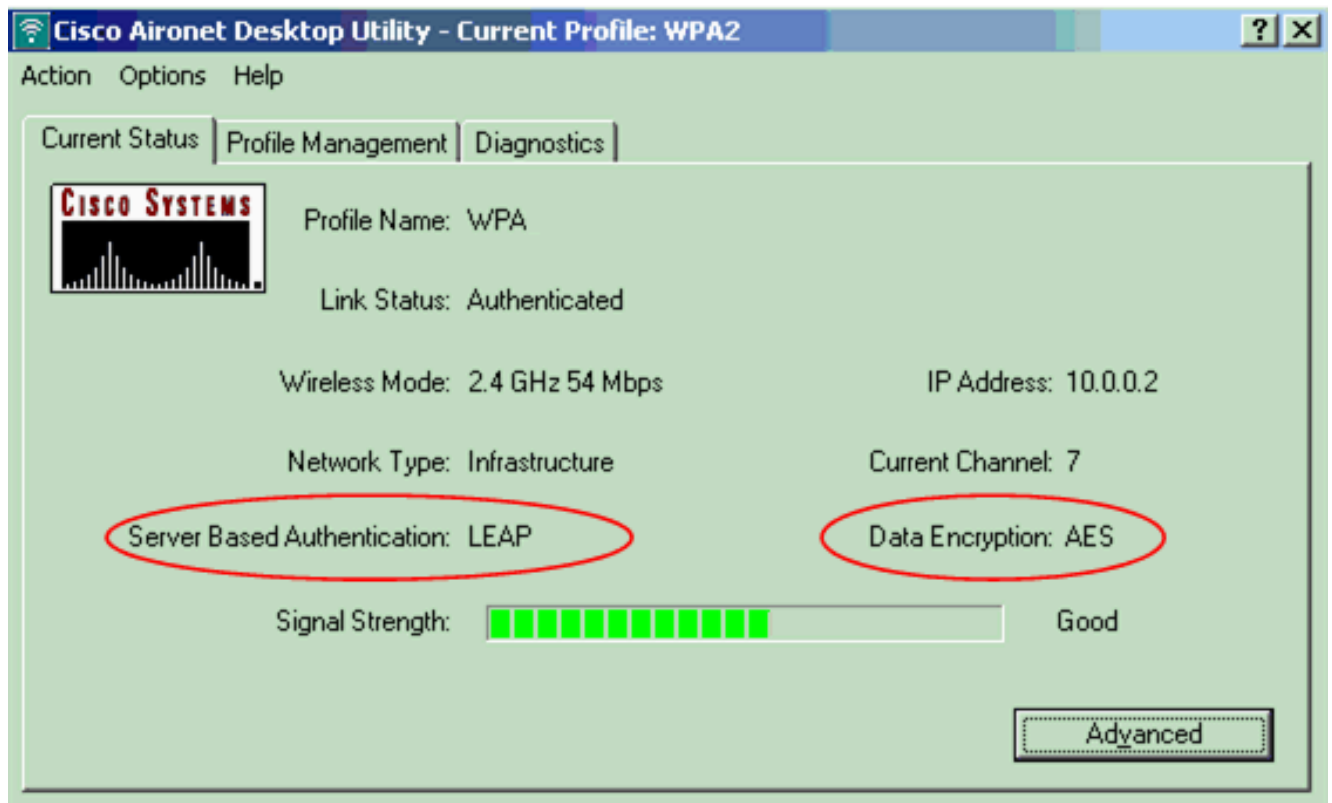 Cisco Aironet Desktop Utility - Current Profile: WPA2
? X
Action Options Help
Current Status Profile Management Diagnostics
CISCO SYSTEMS
Profile Name: WPA
Link Status: Authenticated
Wireless Mode: 2.4 GHz 54 Mbps IP Address: 10.0.0.2
Network Type: Infrastructure Current Channel: 7
Server Based Authentication: LEAP Data Encryption: AES
Signal Strength: Good
Advanced